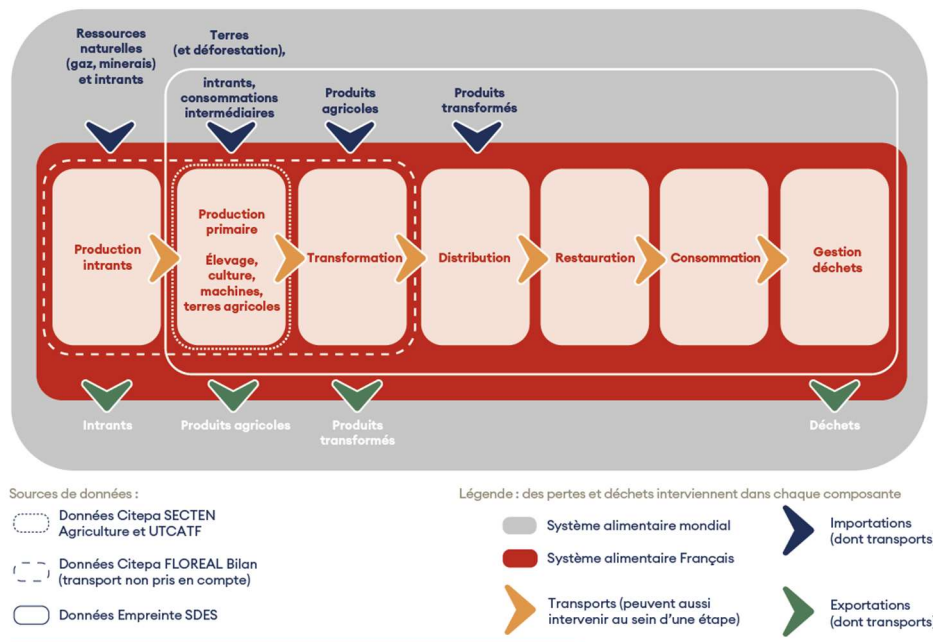 Ressources
naturelles
(gaz, minerais)
et intrants
Terres
(et déforestation),
intrants,
consommations
intermédiaires
Produits
agricoles
Produits
transformés
Production
intrants
Production
primaire
Élevage,
culture,
machines,
terres agricoles
Transformation
Distribution
Restauration
Consommation
Gestion
déchets
Intrants
Produits agricoles
Produits
transformés
Déchets
Sources de données :
Données Citepa SECTEN
Agriculture et UTCATF
Données Citepa FLOREAL Bilan
(transport non pris en compte)
Données Empreinte SDES
Légende : des pertes et déchets interviennent dans chaque composante
Système alimentaire mondial
Système alimentaire Français
Transports (peuvent aussi
intervenir au sein d'une étape)
Importations
(dont transports
Exportations
(dont transports)